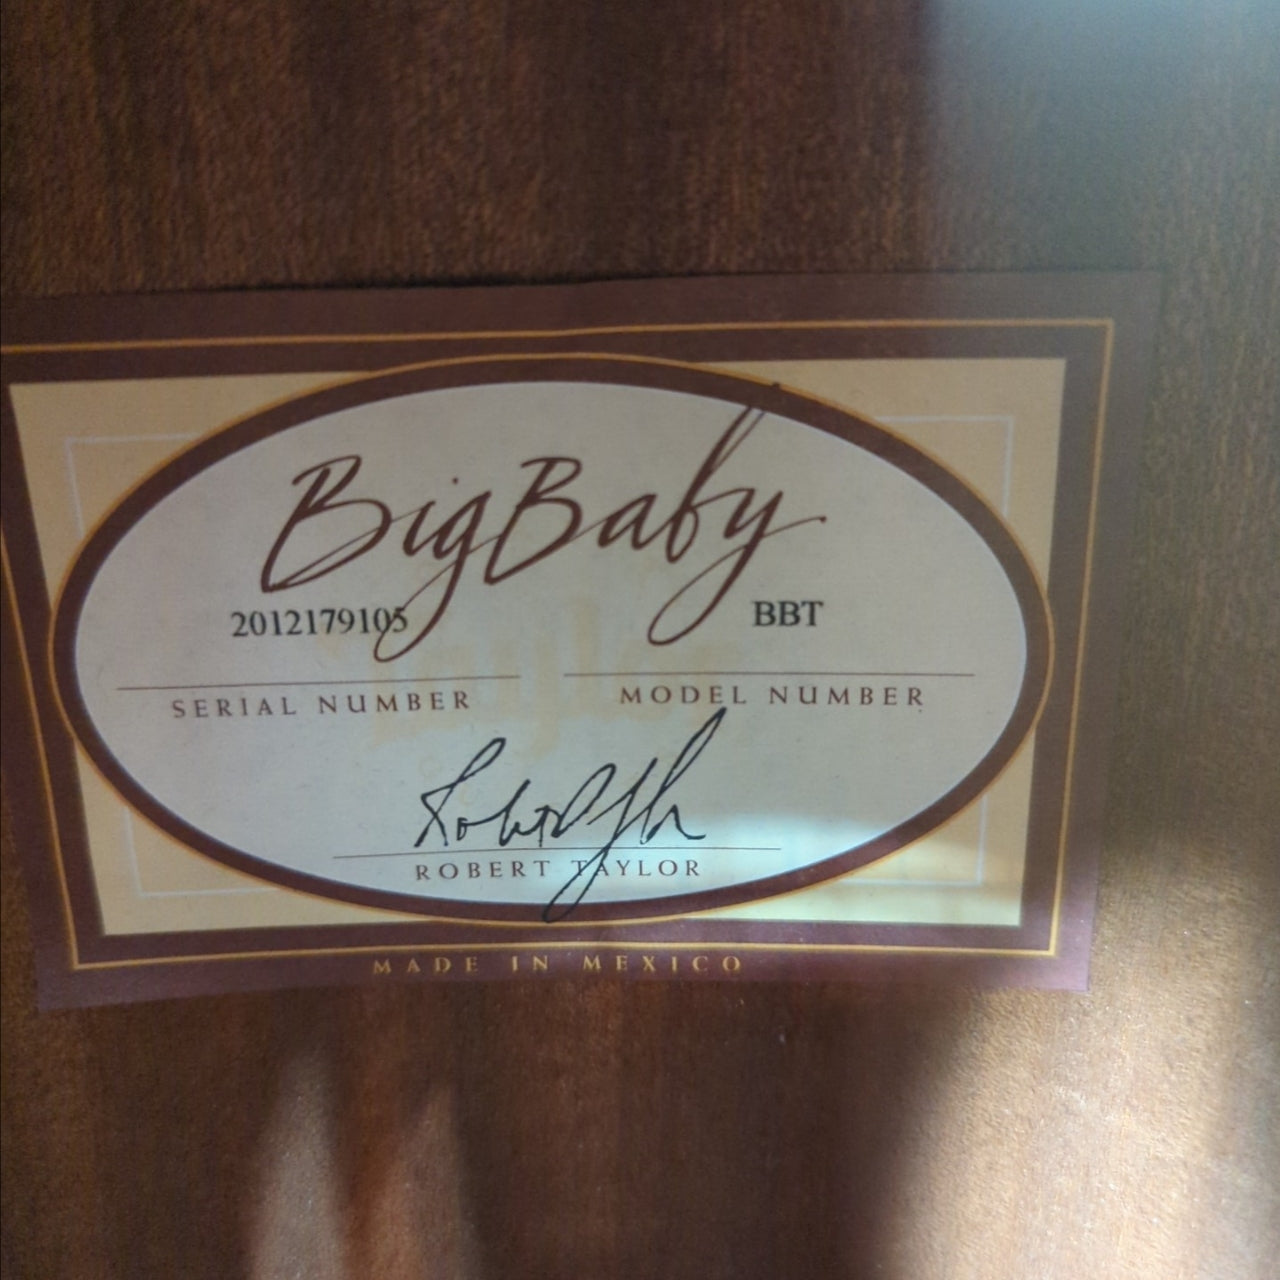 BigBaby
2012179105 BBT
SERIAL NUMBER MODEL NUMBER
ROBERT TAYLOR
MADE IN MEXICO